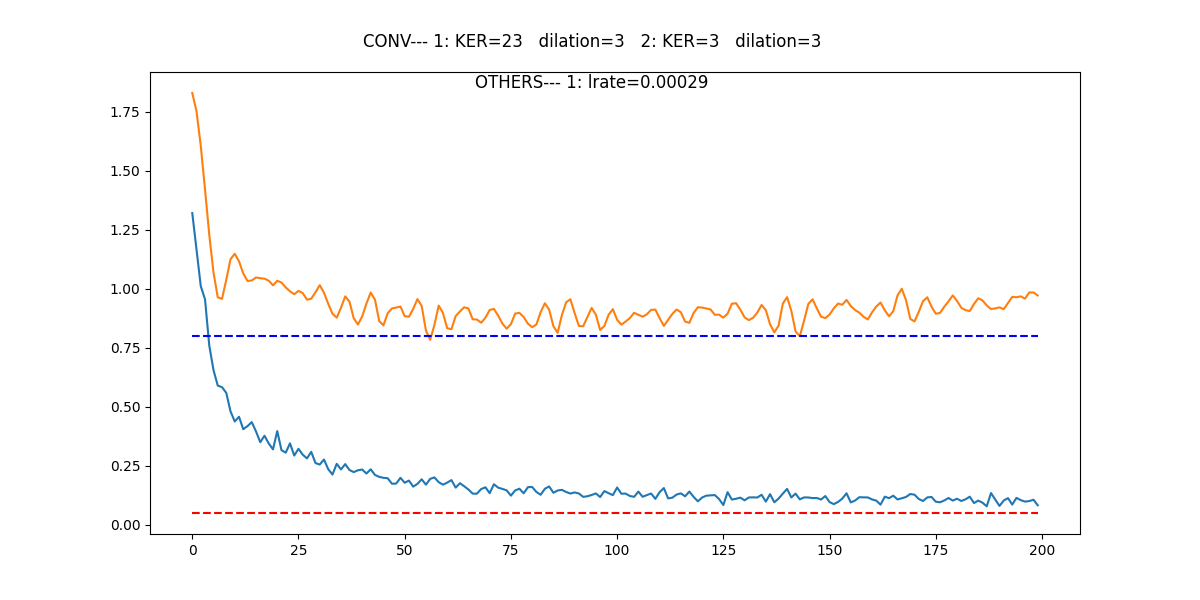 CONV--- 1: KER=23   dilation=3   2: KER=3   dilation=3
OTHERS--- 1: lrate=0.00029
1.75
1.50
1.25
1.00
0.75
0.50
0.25
0.00
0 25 50 75 100 125 150 175 200